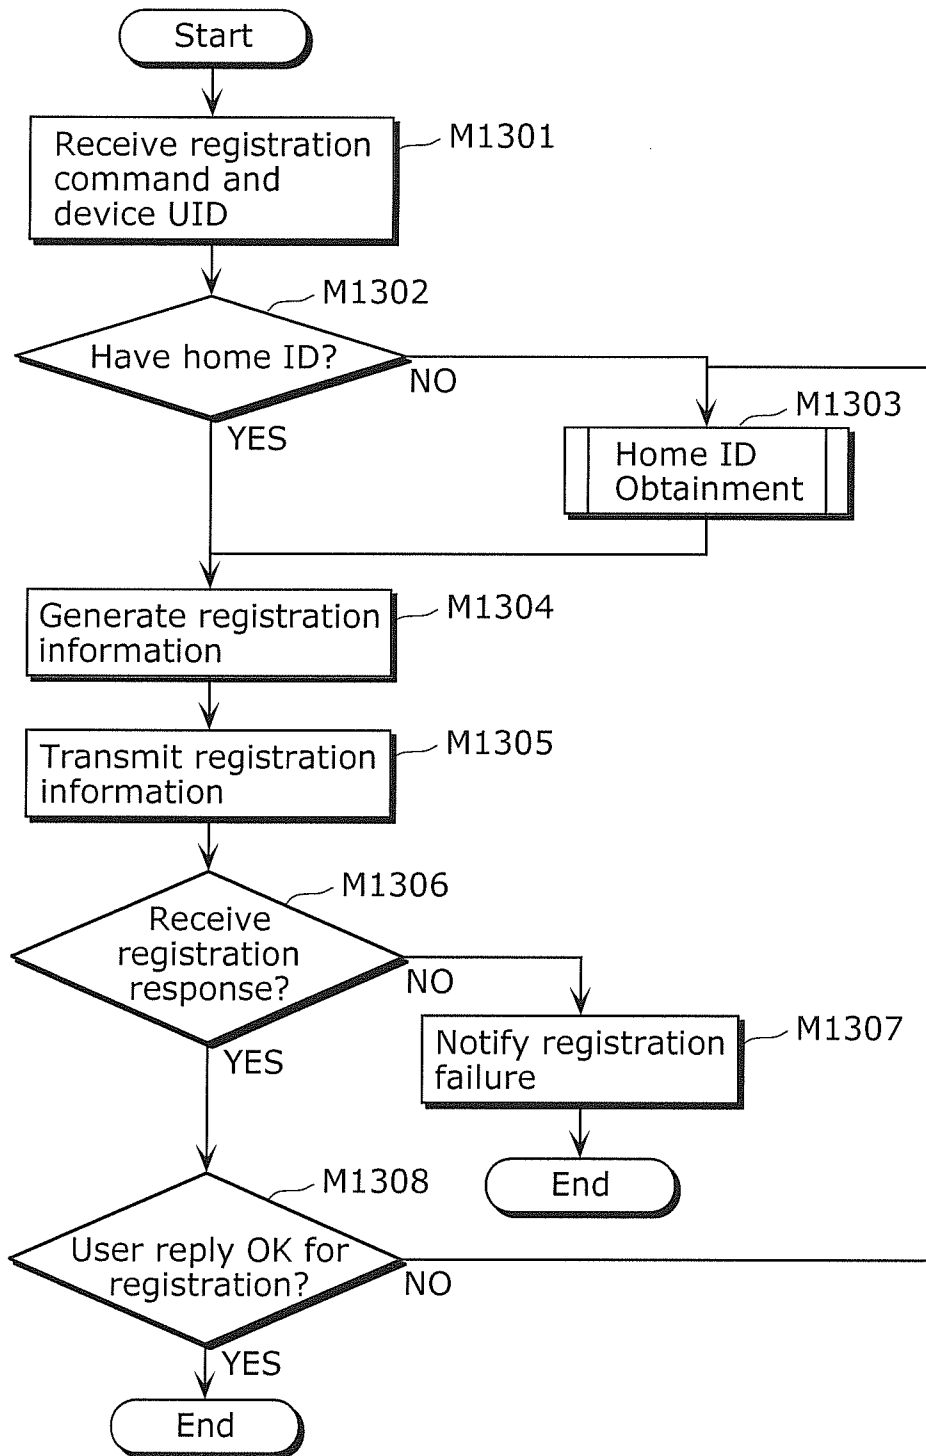 Start
Receive registration
command and
device UID
M1301
M1302
Have home ID?
NO
YES
M1303
Home ID
Obtainment
Generate registration
information
M1304
Transmit registration
information
M1305
M1306
Receive
registration
response?
NO
YES
Notify registration
failure
M1307
End
M1308
User reply OK for
registration?
NO
YES
End